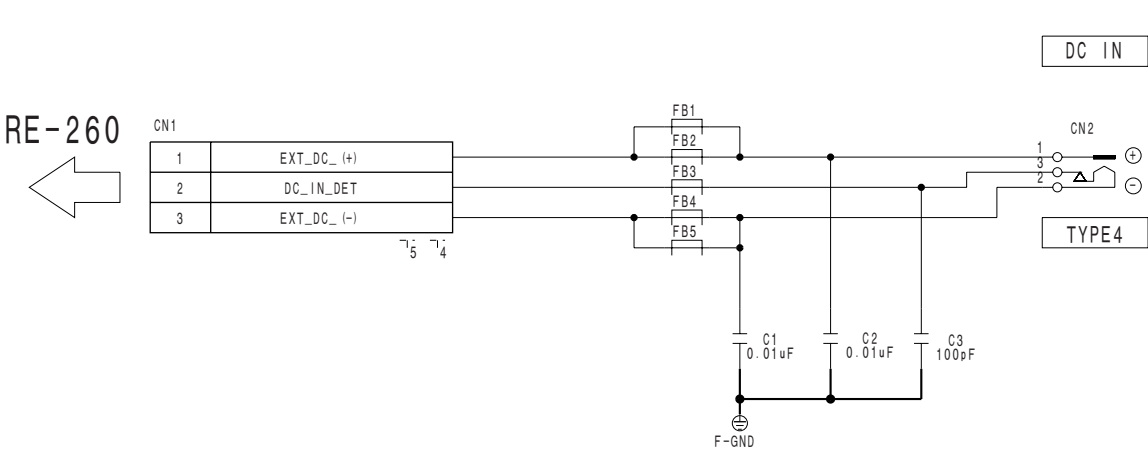 DC IN
RE-260
CN1
1 EXT_DC_(+)
2 DC_IN_DET
3 EXT_DC_(-)
5 4
FB1
FB2
FB3
FB4
FB5
CN2
1
3
2
+
-
TYPE4
C1
0.01uF
C2
0.01uF
C3
100pF
F-GND